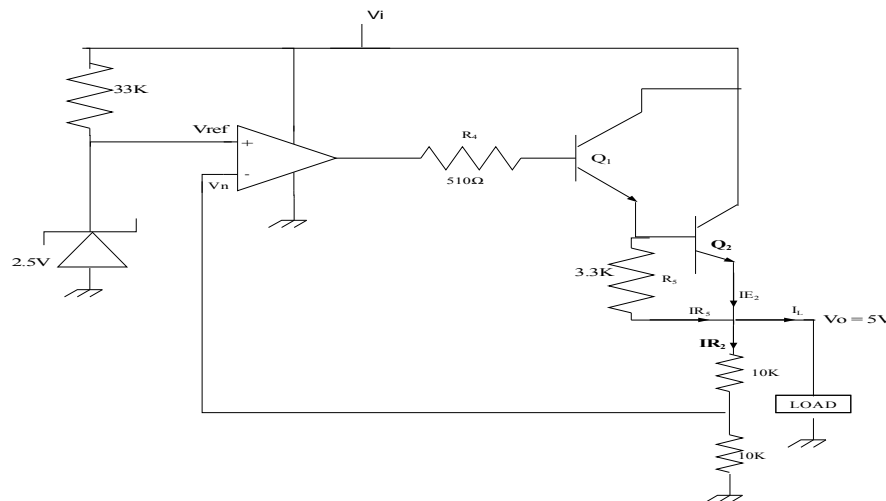 Vi
33K
Vref
+
R₄
Q₁
-
Vn
510Ω
Q₂
2.5V
3.3K
R₅
IE₂
IR₅
I_L
Vo = 5V
IR₂
10K
LOAD
10K